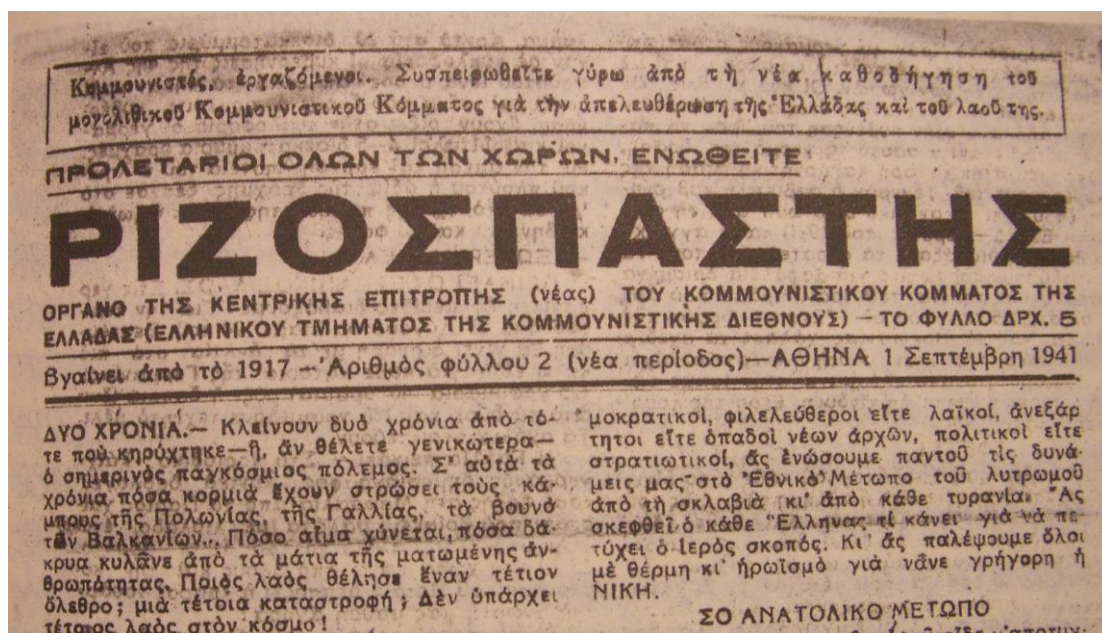 Κομμουνιστές, ἐργαζόμενοι. Συσπειρωθεῖτε γύρω ἀπὸ τὴ νέα καθοδήγηση τοῦ
μονολιθικοῦ Κομμουνιστικοῦ Κόμματος γιὰ τὴν ἀπελευθέρωση τῆς Ἑλλάδας καὶ τοῦ λαοῦ της.
ΠΡΟΛΕΤΑΡΙΟΙ ΟΛΩΝ ΤΩΝ ΧΩΡΩΝ, ΕΝΩΘΕΙΤΕ
ΡΙΖΟΣΠΑΣΤΗΣ
ΟΡΓΑΝΟ ΤΗΣ ΚΕΝΤΡΙΚΗΣ ΕΠΙΤΡΟΠΗΣ (νέας) ΤΟΥ ΚΟΜΜΟΥΝΙΣΤΙΚΟΥ ΚΟΜΜΑΤΟΣ ΤΗΣ
ΕΛΛΑΔΑΣ (ΕΛΛΗΝΙΚΟΥ ΤΜΗΜΑΤΟΣ ΤΗΣ ΚΟΜΜΟΥΝΙΣΤΙΚΗΣ ΔΙΕΘΝΟΥΣ) – ΤΟ ΦΥΛΛΟ ΔΡΧ. 5
Βγαίνει ἀπὸ τὸ 1917 – Ἀριθμὸς φύλλου 2 (νέα περίοδος)—ΑΘΗΝΑ 1 Σεπτέμβρη 1941
ΔΥΟ ΧΡΟΝΙΑ.— Κλείνουν δυὸ χρόνια ἀπὸ τό-
τε ποὺ κηρύχτηκε—ἤ, ἂν θέλετε γενικώτερα—
ὁ σημερινὸς παγκόσμιος πόλεμος. Σ' αὐτὰ τὰ
χρόνια πόσα κορμιὰ ἔχουν στρώσει τοὺς κά-
μπους τῆς Πολωνίας, τῆς Γαλλίας, τὰ βουνὰ
τῶν Βαλκανίων... Πόσο αἷμα χύνεται, πόσα δά-
κρυα κυλᾶνε ἀπὸ τὰ μάτια τῆς ματωμένης ἀν-
θρωπότητας. Ποιὸς λαὸς θέλησε ἕναν τέτιον
ὄλεθρο; μιὰ τέτοια καταστροφή; Δὲν ὑπάρχει
τέτοιος λαὸς στὸν κόσμο!
μοκρατικοί, φιλελεύθεροι εἴτε λαϊκοί, ἀνεξάρ
τητοι εἴτε ὀπαδοὶ νέων ἀρχῶν, πολιτικοὶ εἴτε
στρατιωτικοί, ἂς ἑνώσουμε παντοῦ τὶς δυνά-
μεις μας στὸ Ἐθνικὸ Μέτωπο τοῦ λυτρωμοῦ
ἀπὸ τὴ σκλαβιὰ κι' ἀπὸ κάθε τυρανία. Ἂς
σκεφθεῖ ὁ κάθε Ἕλληνας τί κάνει γιὰ νὰ πε-
τύχει ὁ ἱερὸς σκοπός. Κι' ἂς παλέψουμε ὅλοι
μὲ θέρμη κι' ἡρωϊσμὸ γιὰ νἄνε γρήγορη ἡ
ΝΙΚΗ.
ΣΟ ΑΝΑΤΟΛΙΚΟ ΜΕΤΩΠΟ